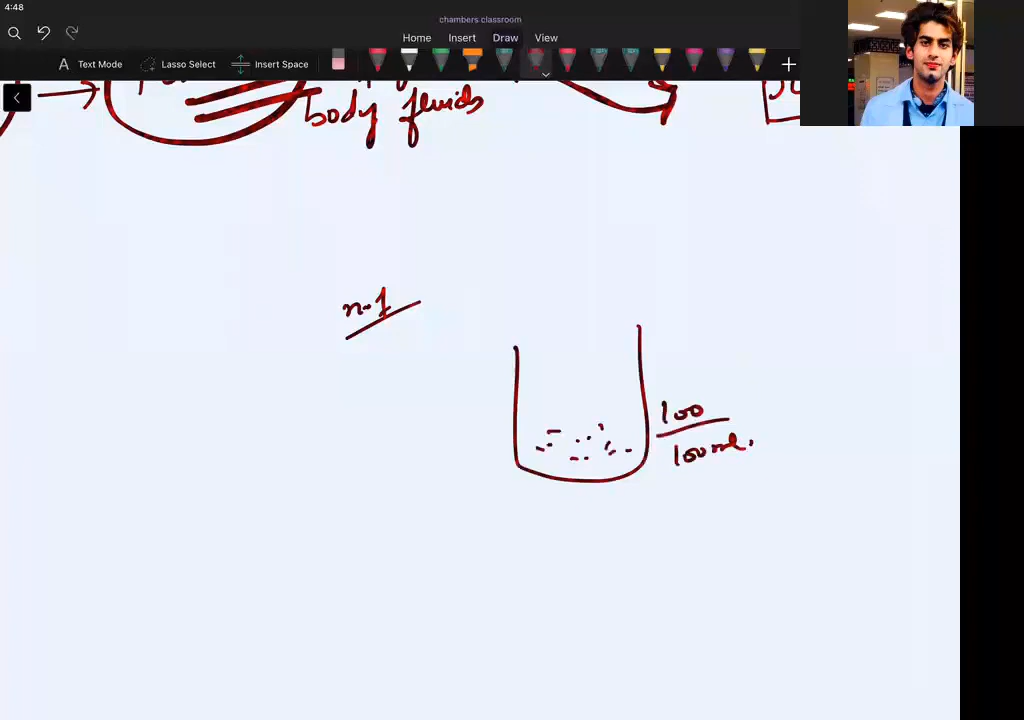 4:48
chambers classroom
Home Insert Draw View
Text Mode Lasso Select Insert Space
body fluids
n-1
100
100ml.